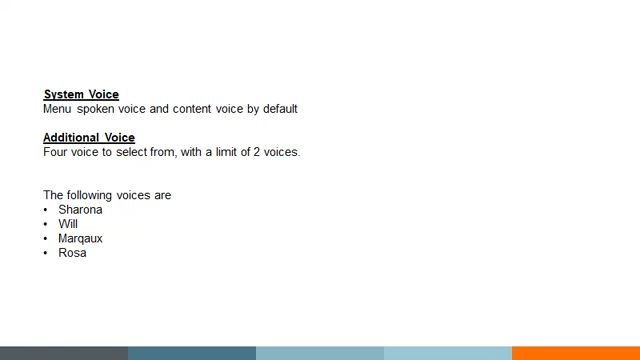 System Voice
Menu spoken voice and content voice by default
Additional Voice
Four voice to select from, with a limit of 2 voices.
The following voices are
• Sharona
• Will
• Marqaux
• Rosa